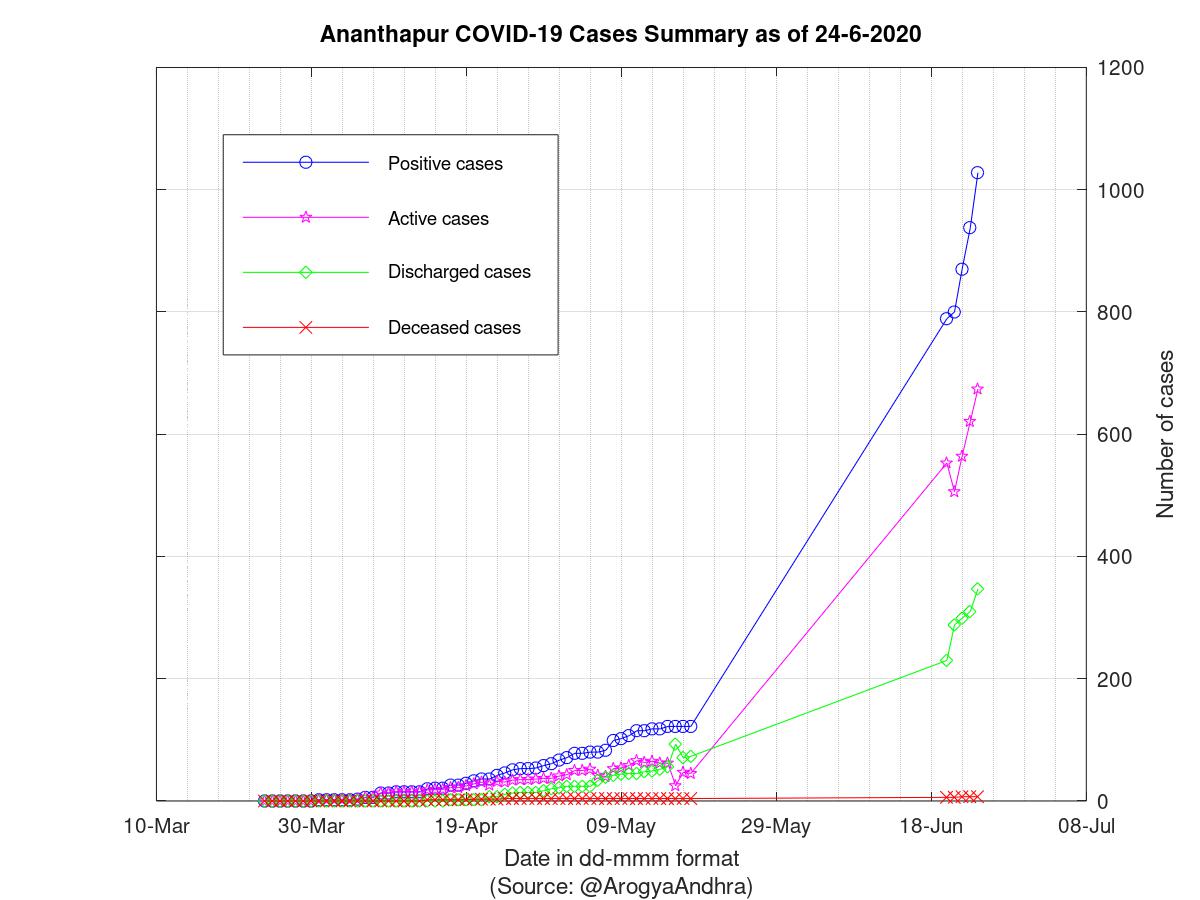 Ananthapur COVID-19 Cases Summary as of 24-6-2020
Positive cases
Active cases
Discharged cases
Deceased cases
1200
1000
800
600
400
200
0
Number of cases
10-Mar 30-Mar 19-Apr 09-May 29-May 18-Jun 08-Jul
Date in dd-mmm format
(Source: @ArogyaAndhra)